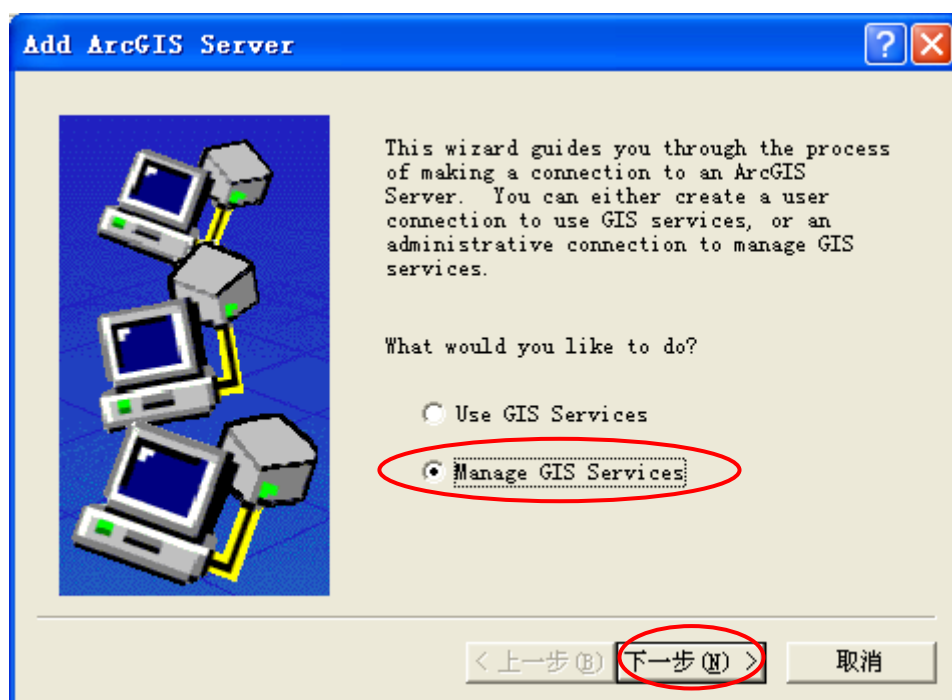 Add ArcGIS Server
This wizard guides you through the process
of making a connection to an ArcGIS
Server.  You can either create a user
connection to use GIS services, or an
administrative connection to manage GIS
services.
What would you like to do?
Use GIS Services
Manage GIS Services
< 上一步(B) 下一步(N) > 取消